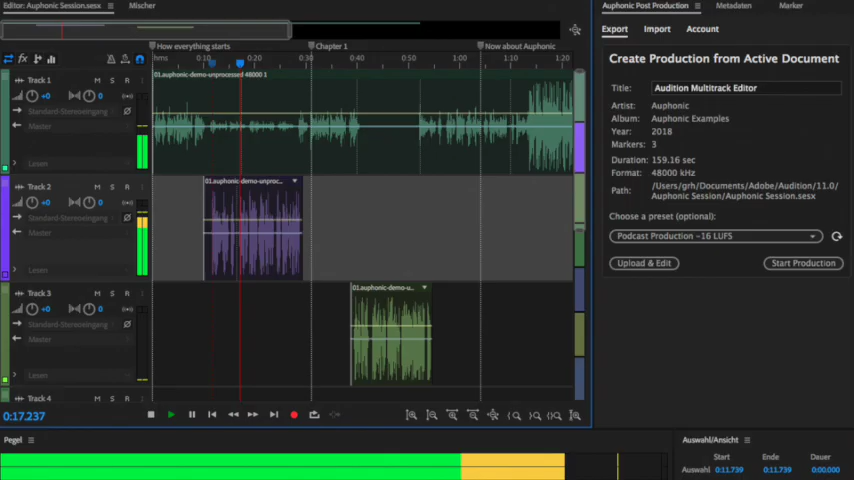 Editor: Auphonic Session.sesx
Mischer
Auphonic Post Production
Metadaten
Marker
Export
Import
Account
How everything starts
Chapter 1
Now about Auphonic
fx
hms
0:10
0:20
0:30
0:40
0:50
1:00
1:10
1:20
Create Production from Active Document
Title: Audition Multitrack Editor
Artist: Auphonic
Album: Auphonic Examples
Year: 2018
Markers: 3
Duration: 159.16 sec
Format: 48000 kHz
Path: /Users/grh/Documents/Adobe/Audition/11.0/
Auphonic Session/Auphonic Session.sesx
Choose a preset (optional):
Podcast Production -16 LUFS
Upload & Edit
Start Production
Track 1
M S R
+0 0
Standard-Stereoeingang
Master
Lesen
01.auphonic-demo-unprocessed 48000 1
Track 2
M S R
+0 0
Standard-Stereoeingang
Master
Lesen
01.auphonic-demo-unproc...
Track 3
M S R
+0 0
Standard-Stereoeingang
Master
Lesen
01.auphonic-demo-u...
Track 4
M S R
0:17.237
Pegel
Auswahl/Ansicht
Start Ende Dauer
Auswahl 0:11.739 0:11.739 0:00.000